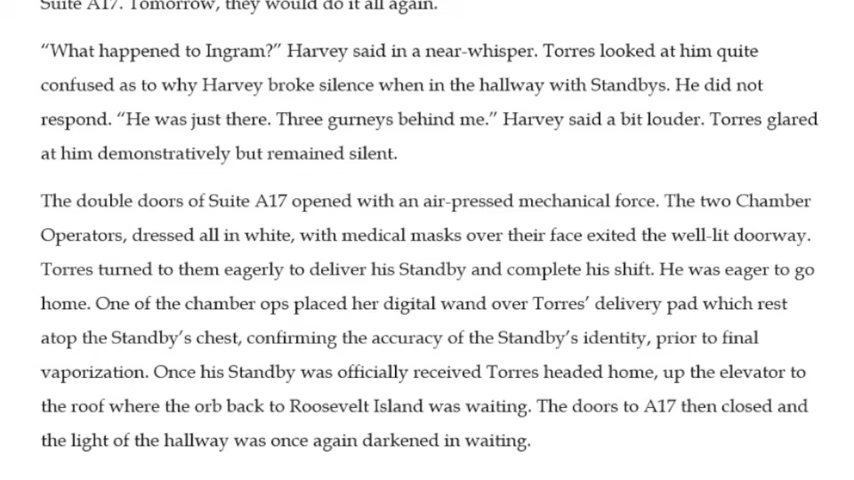 Suite A17. Tomorrow, they would do it all again.
“What happened to Ingram?” Harvey said in a near-whisper. Torres looked at him quite
confused as to why Harvey broke silence when in the hallway with Standbys. He did not
respond. “He was just there. Three gurneys behind me.” Harvey said a bit louder. Torres glared
at him demonstratively but remained silent.
The double doors of Suite A17 opened with an air-pressed mechanical force. The two Chamber
Operators, dressed all in white, with medical masks over their face exited the well-lit doorway.
Torres turned to them eagerly to deliver his Standby and complete his shift. He was eager to go
home. One of the chamber ops placed her digital wand over Torres’ delivery pad which rest
atop the Standby’s chest, confirming the accuracy of the Standby’s identity, prior to final
vaporization. Once his Standby was officially received Torres headed home, up the elevator to
the roof where the orb back to Roosevelt Island was waiting. The doors to A17 then closed and
the light of the hallway was once again darkened in waiting.